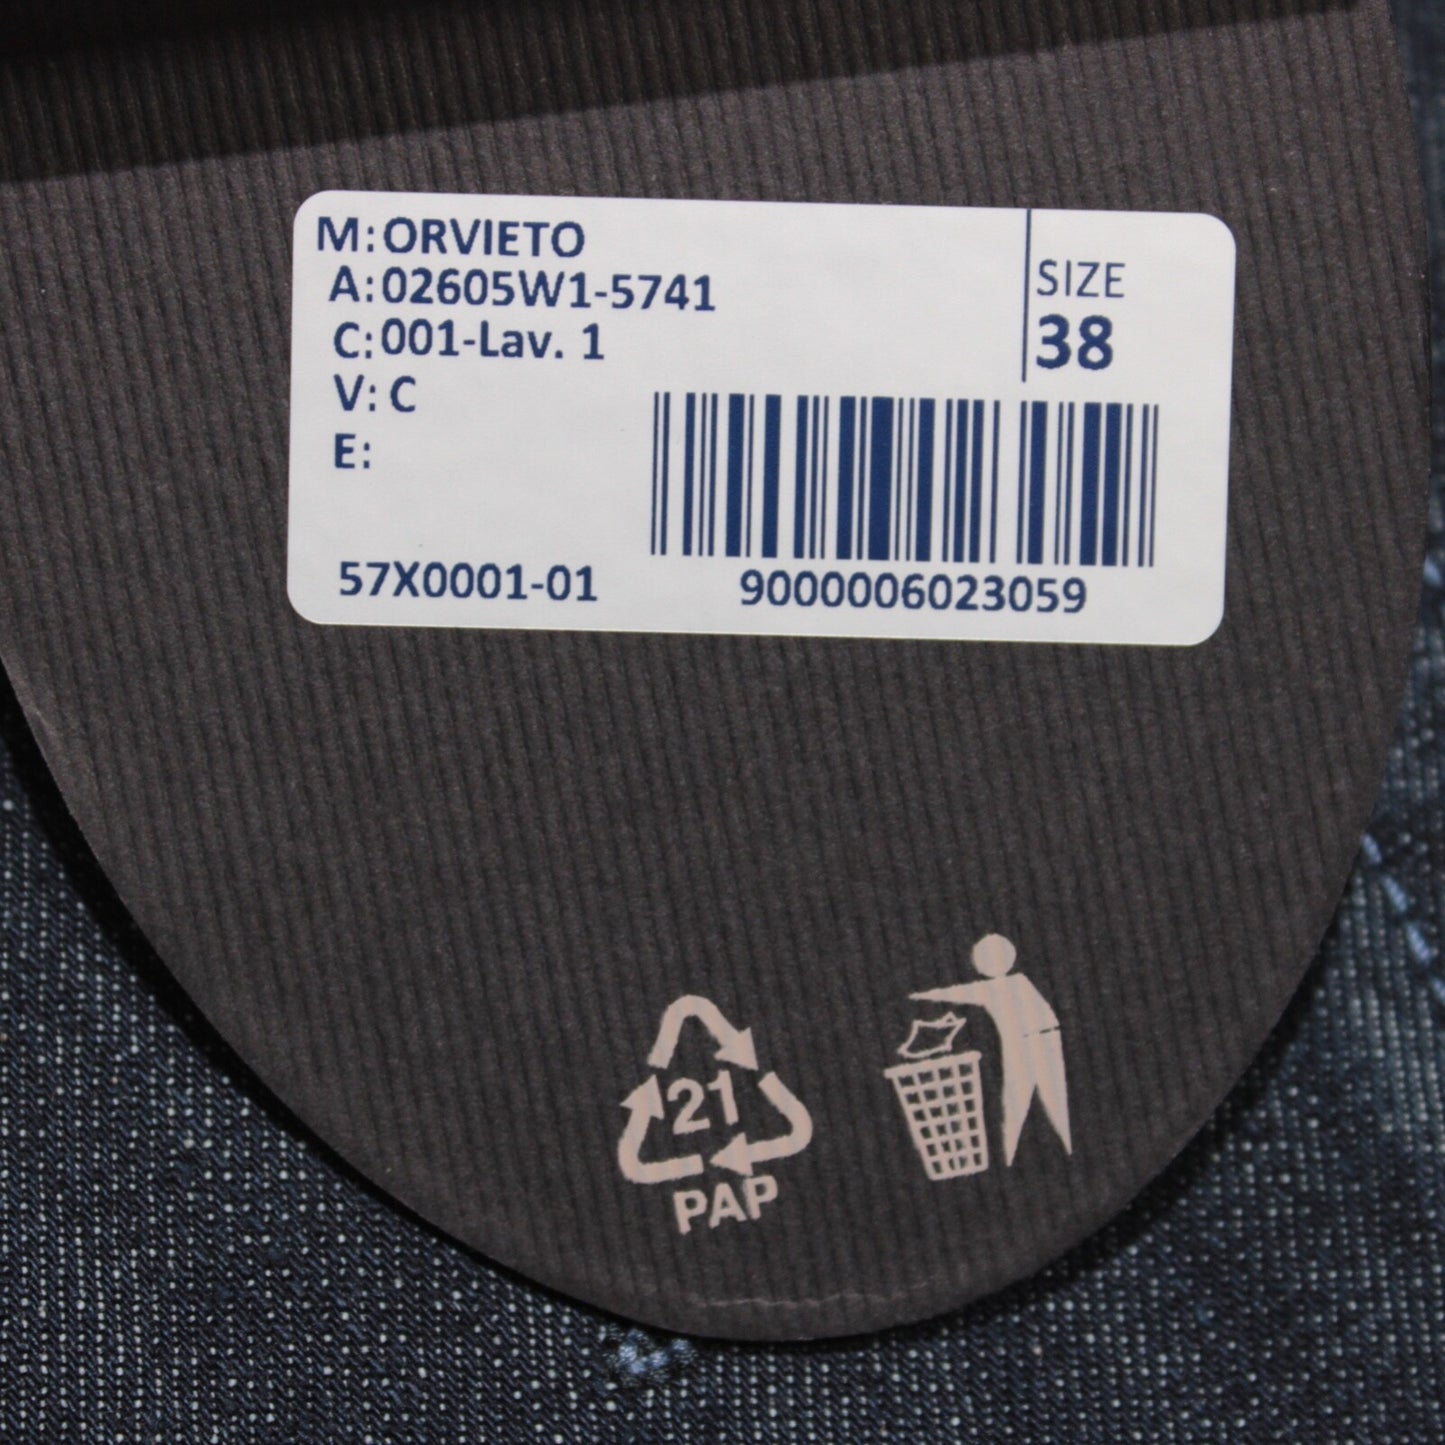 M: ORVIETO
A: 02605W1-5741
C: 001-Lav. 1
V: C
E:
SIZE
38
57X0001-01
9000006023059
21
PAP